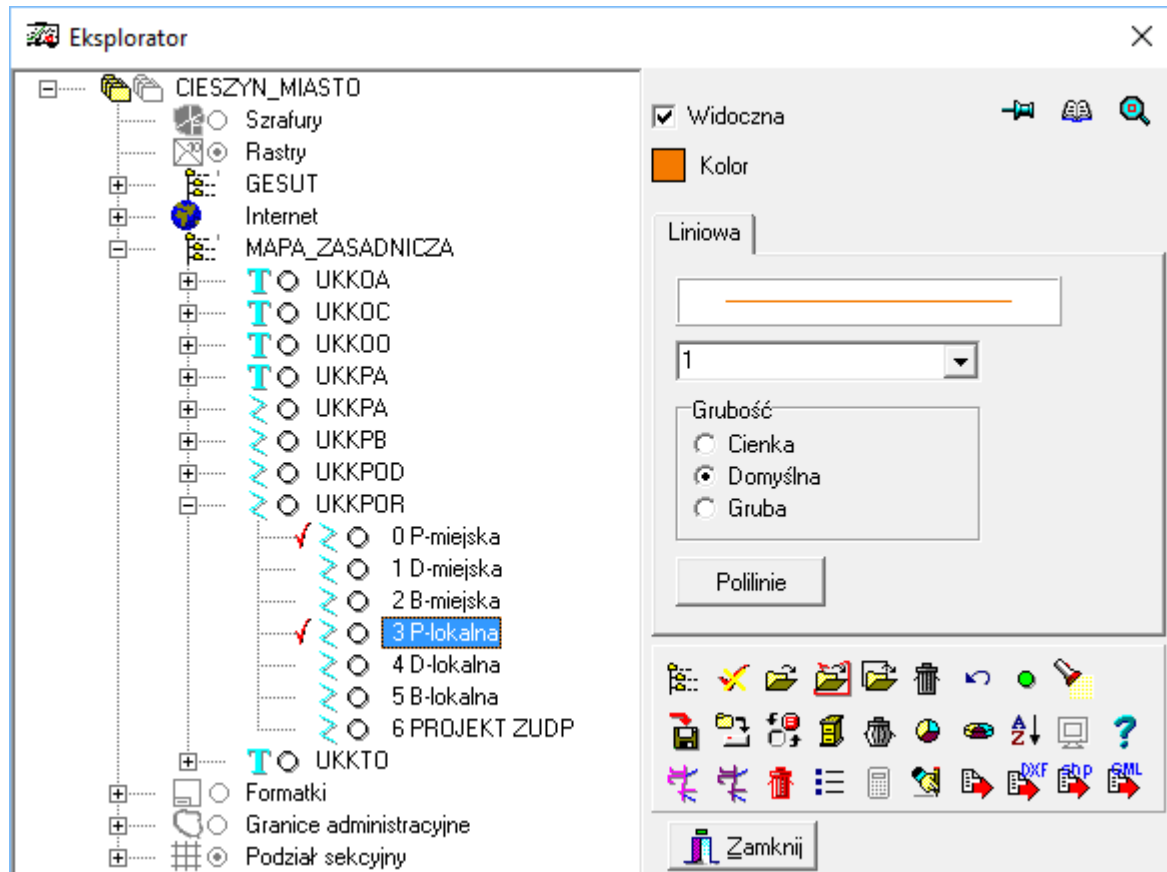 Eksplorator
CIESZYN_MIASTO
Szrafury
Rastry
GESUT
Internet
MAPA_ZASADNICZA
UKKOA
UKKOC
UKKOO
UKKPA
UKKPA
UKKPB
UKKPOD
UKKPOR
0 P-miejska
1 D-miejska
2 B-miejska
3 P-lokalna
4 D-lokalna
5 B-lokalna
6 PROJEKT ZUDP
UKKTO
Formatki
Granice administracyjne
Podział sekcyjny
Widoczna
Kolor
Liniowa
1
Grubość
Cienka
Domyślna
Gruba
Polilinie
DXF shp GML
Zamknij